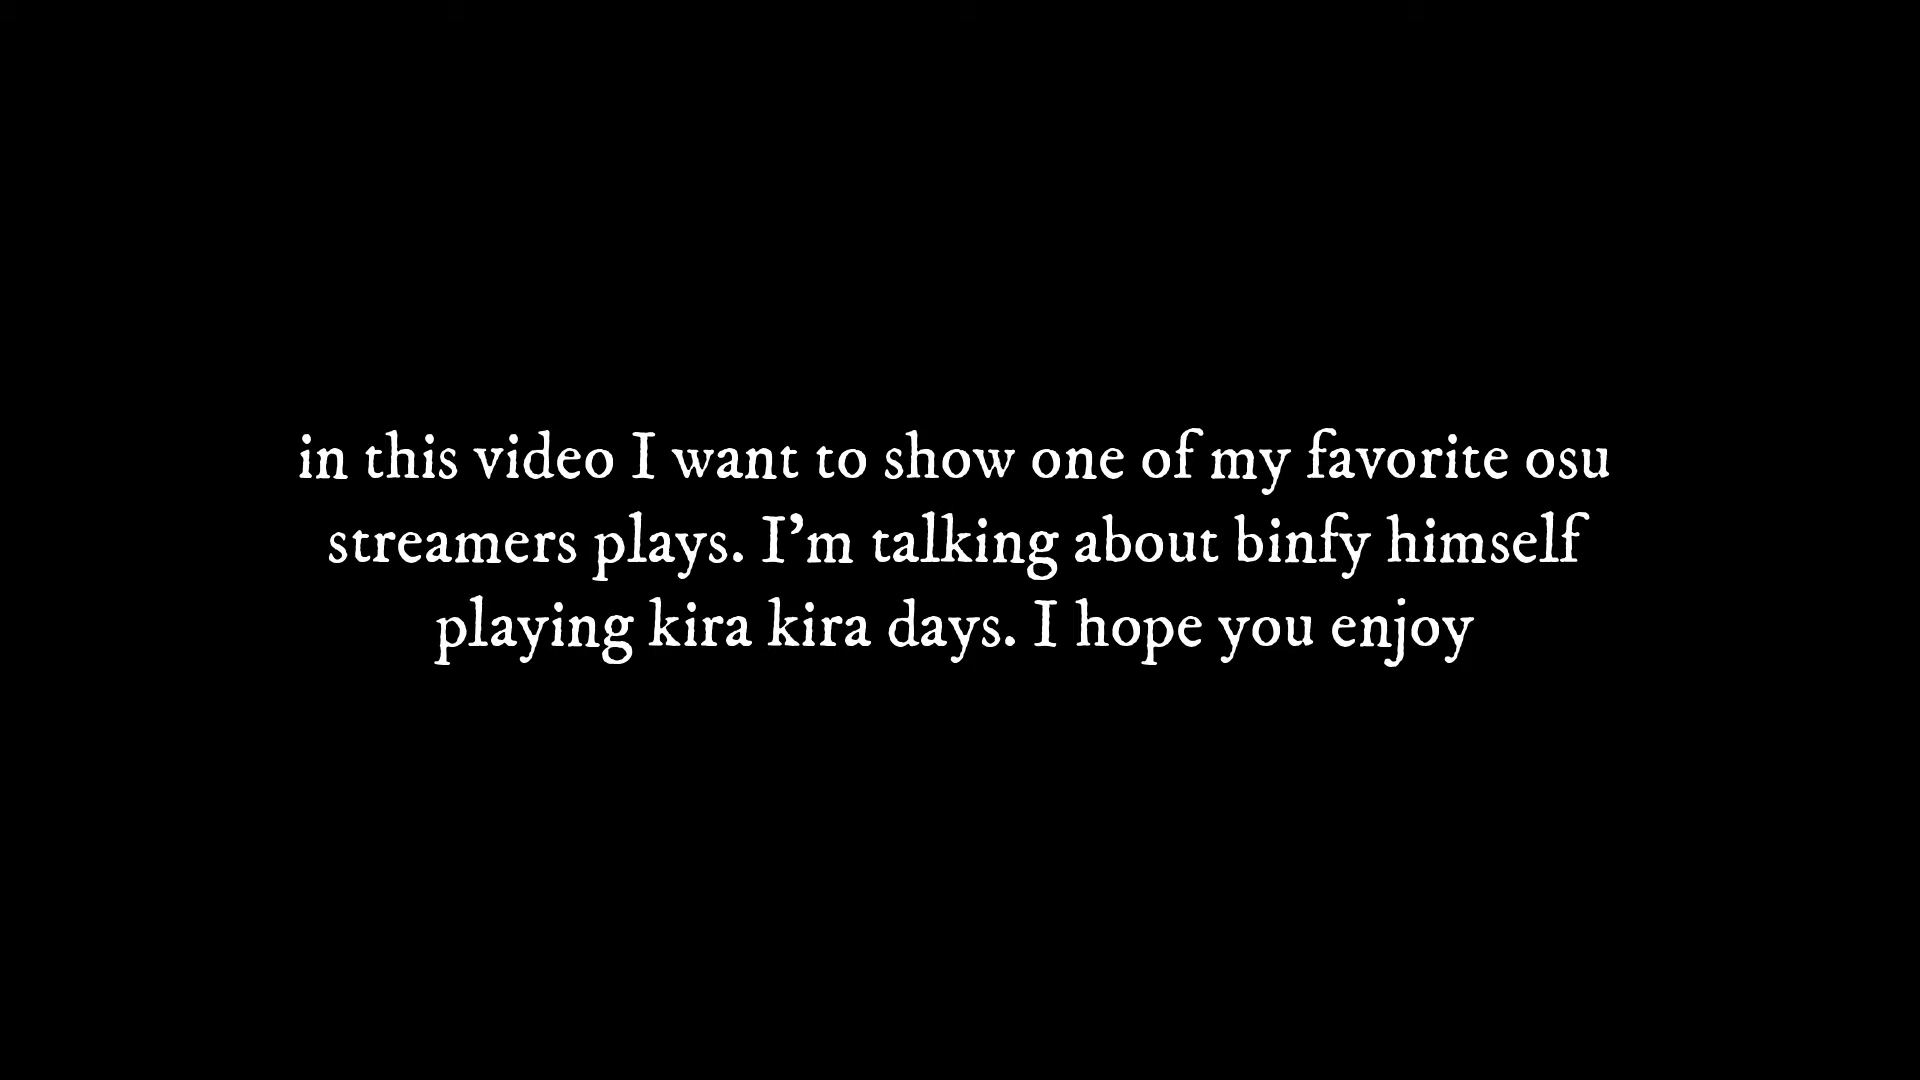 in this video I want to show one of my favorite osu
streamers plays. I'm talking about binfy himself
playing kira kira days. I hope you enjoy